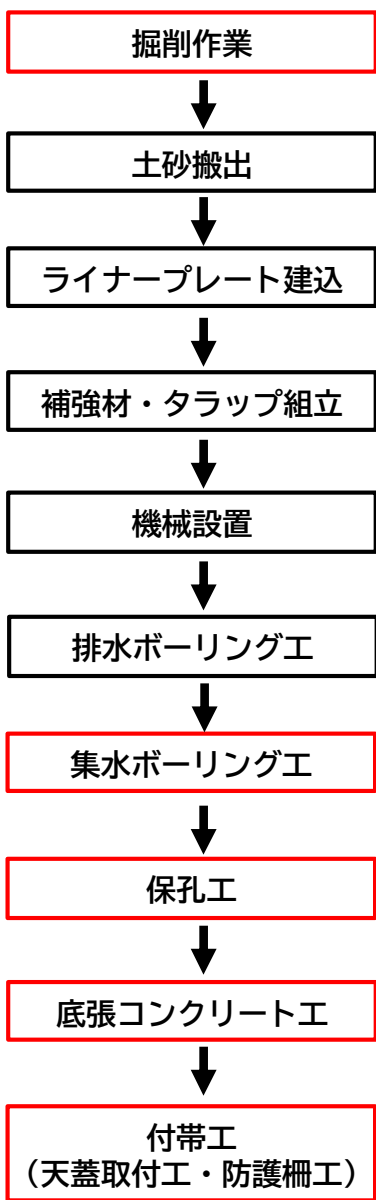 掘削作業
土砂搬出
ライナープレート建込
補強材・タラップ組立
機械設置
排水ボーリング工
集水ボーリング工
保孔工
底張コンクリート工
付帯工
（天蓋取付工・防護柵工）